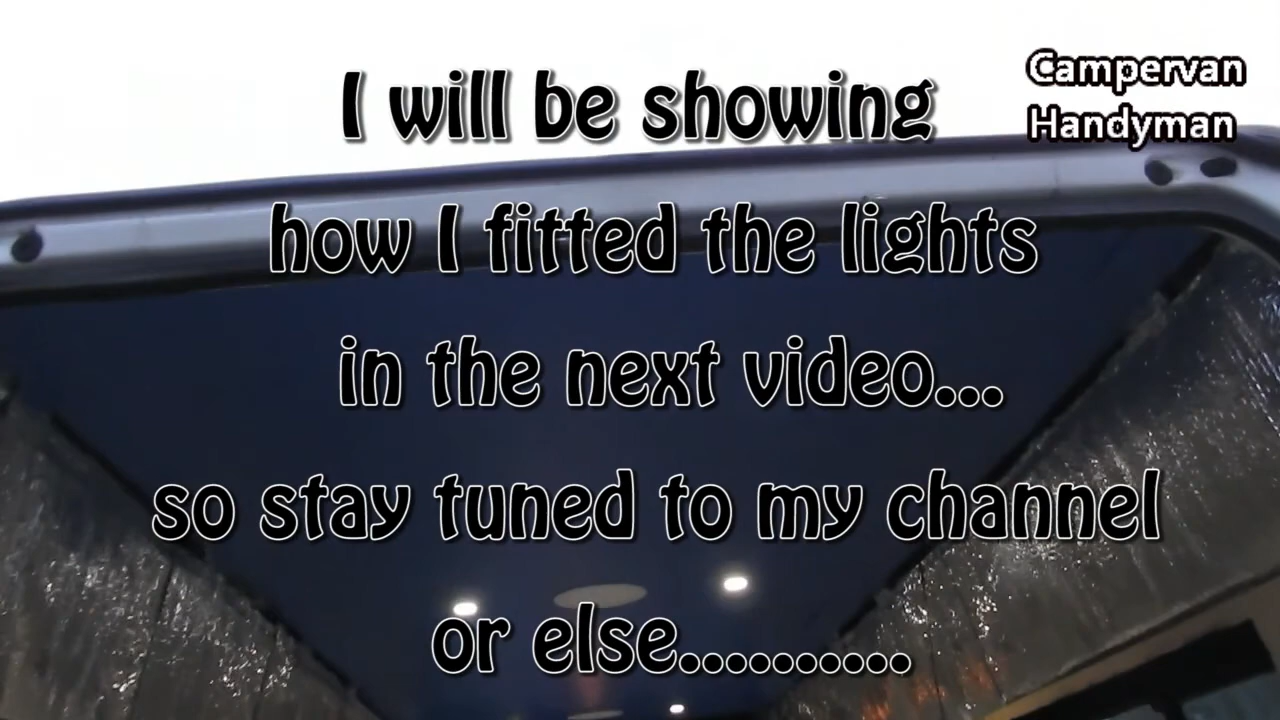 Campervan
Handyman
I will be showing
how I fitted the lights
in the next video...
so stay tuned to my channel
or else..........